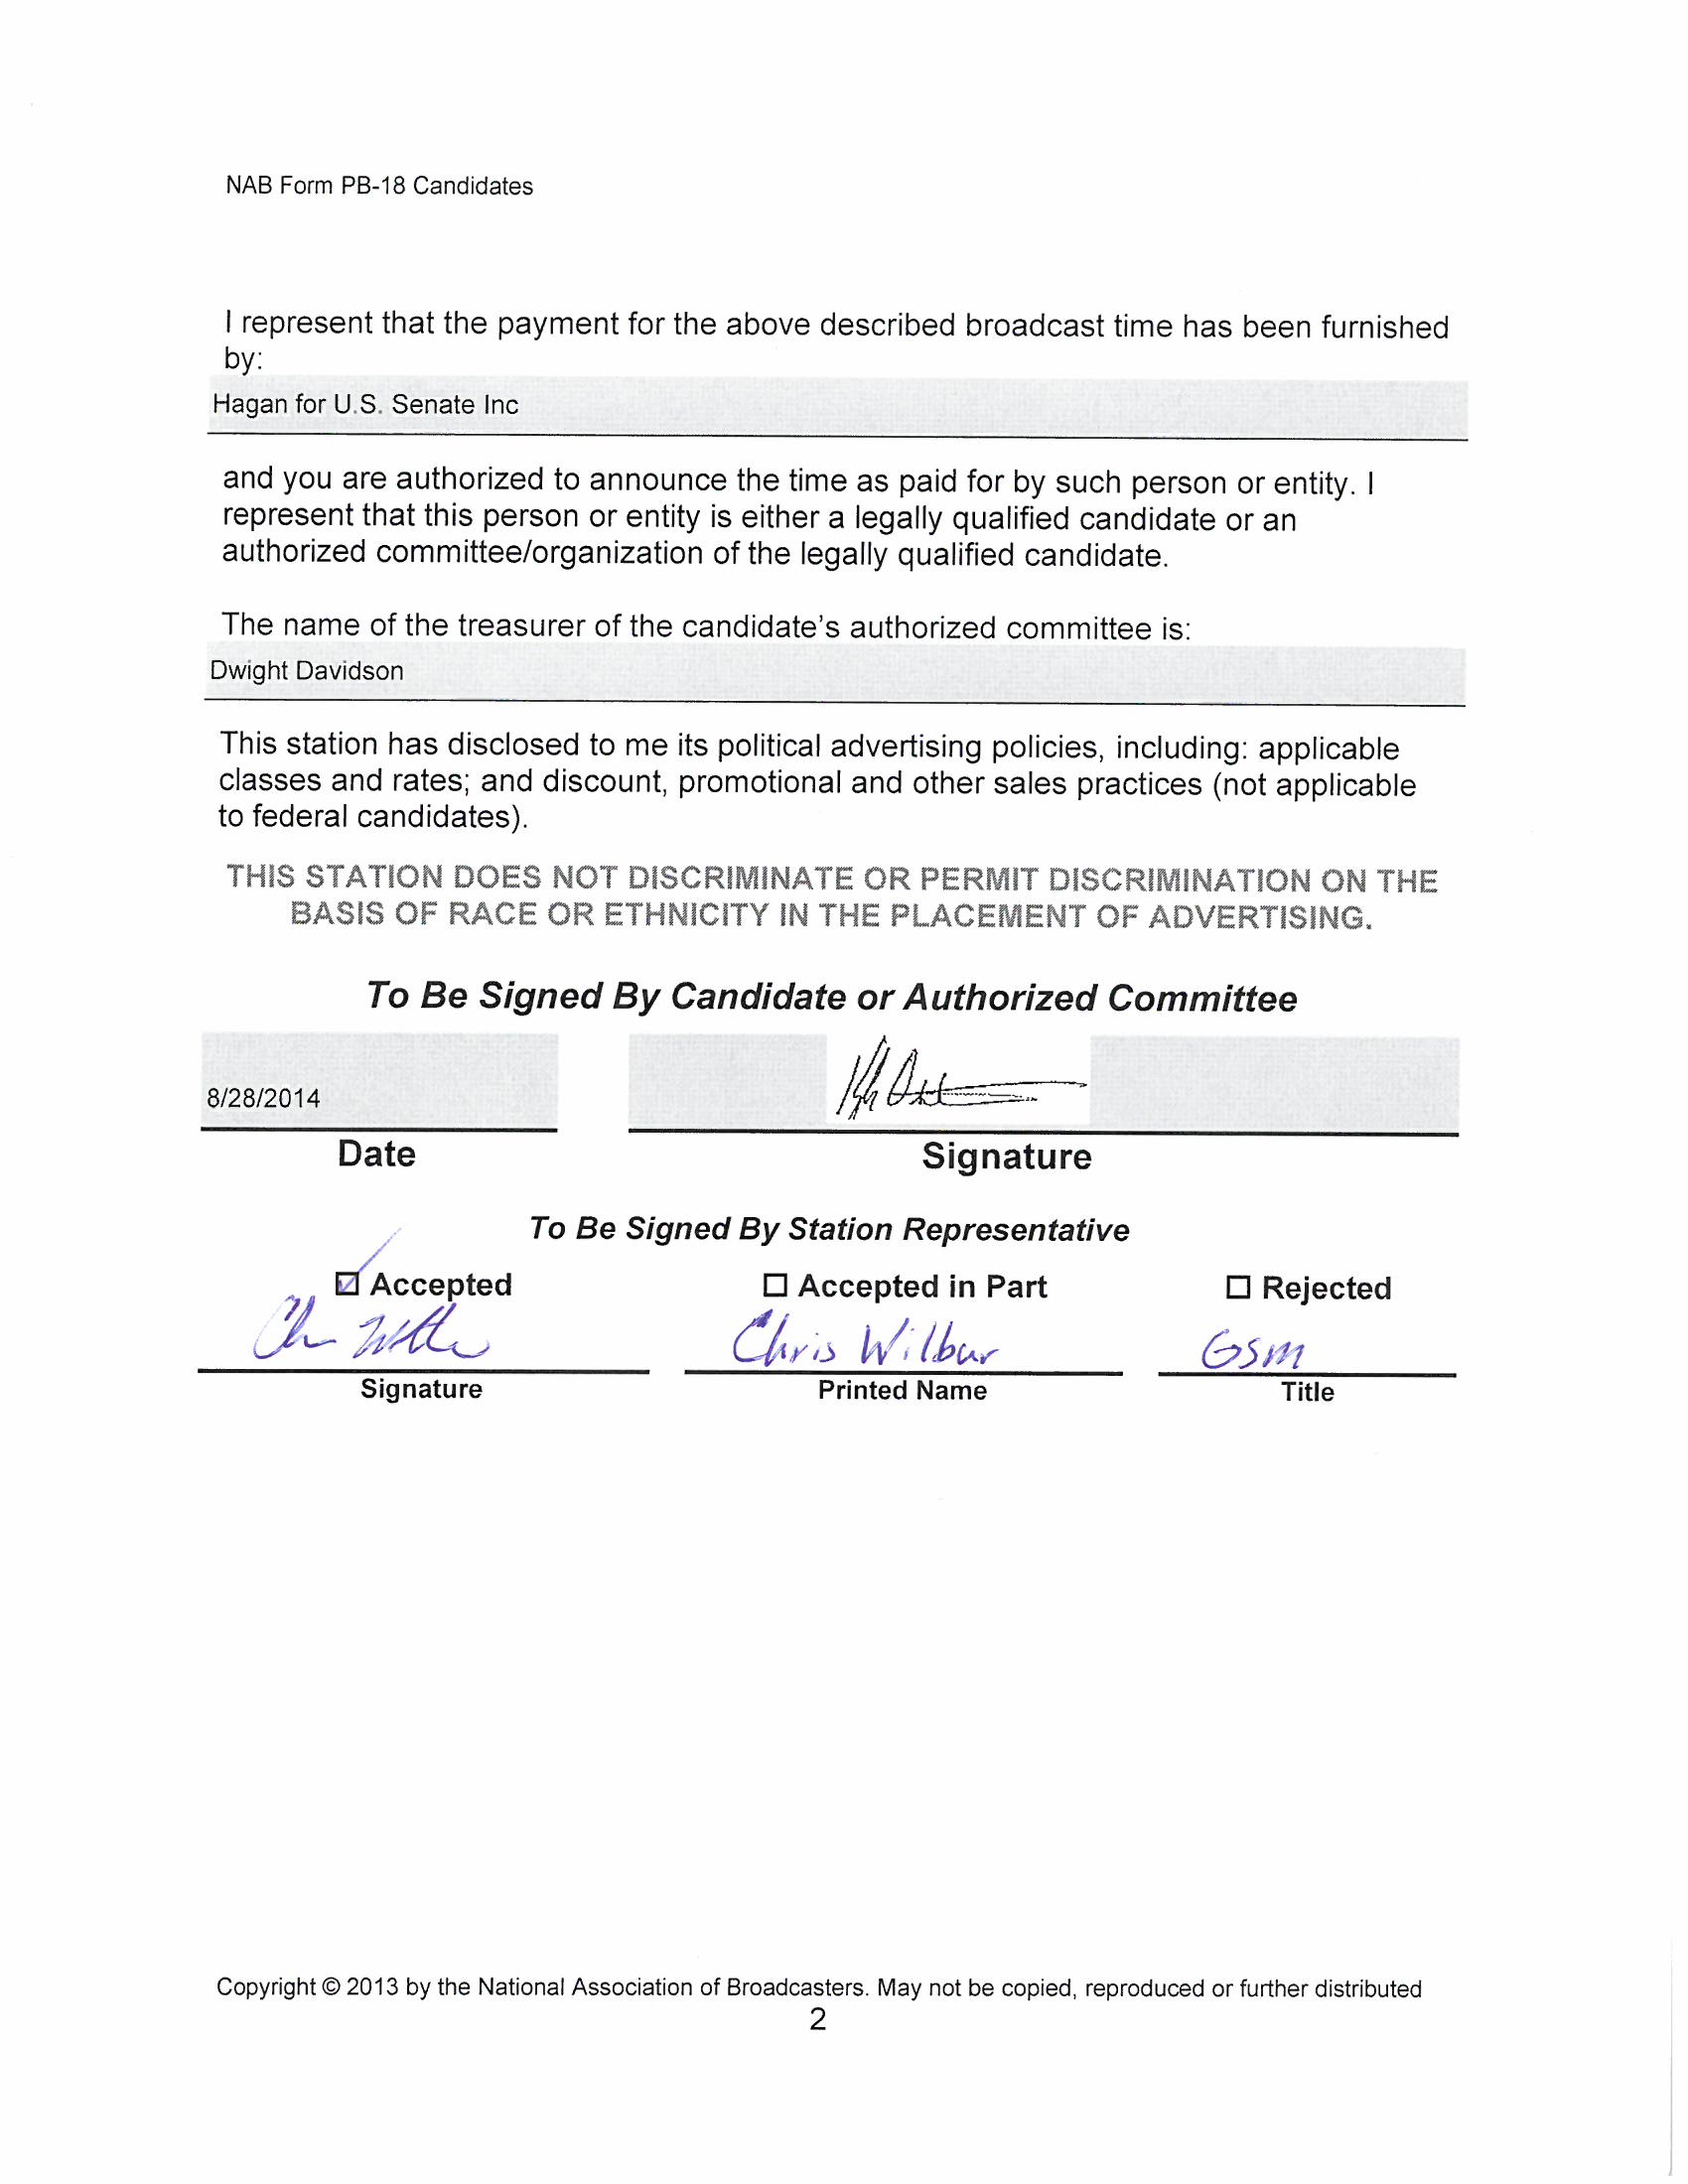 NAB Form PB-18 Candidates
I represent that the payment for the above described broadcast time has been furnished
by:
Hagan for U.S. Senate Inc
and you are authorized to announce the time as paid for by such person or entity. I
represent that this person or entity is either a legally qualified candidate or an
authorized committee/organization of the legally qualified candidate.
The name of the treasurer of the candidate's authorized committee is:
Dwight Davidson
This station has disclosed to me its political advertising policies, including: applicable
classes and rates; and discount, promotional and other sales practices (not applicable
to federal candidates).
THIS STATION DOES NOT DISCRIMINATE OR PERMIT DISCRIMINATION ON THE
BASIS OF RACE OR ETHNICITY IN THE PLACEMENT OF ADVERTISING.
To Be Signed By Candidate or Authorized Committee
8/28/2014
Date Signature
To Be Signed By Station Representative
☑ Accepted ☐ Accepted in Part ☐ Rejected
Chris Wilbur GSM
Signature Printed Name Title
Copyright © 2013 by the National Association of Broadcasters. May not be copied, reproduced or further distributed
2